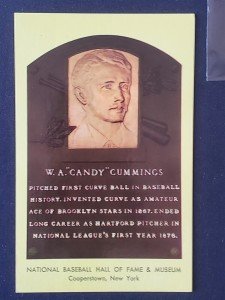 W.A. "CANDY" CUMMINGS
PITCHED FIRST CURVE BALL IN BASEBALL
HISTORY. INVENTED CURVE AS AMATEUR
ACE OF BROOKLYN STARS IN 1867. ENDED
LONG CAREER AS HARTFORD PITCHER IN
NATIONAL LEAGUE'S FIRST YEAR 1876.
NATIONAL BASEBALL HALL OF FAME & MUSEUM
Cooperstown, New York